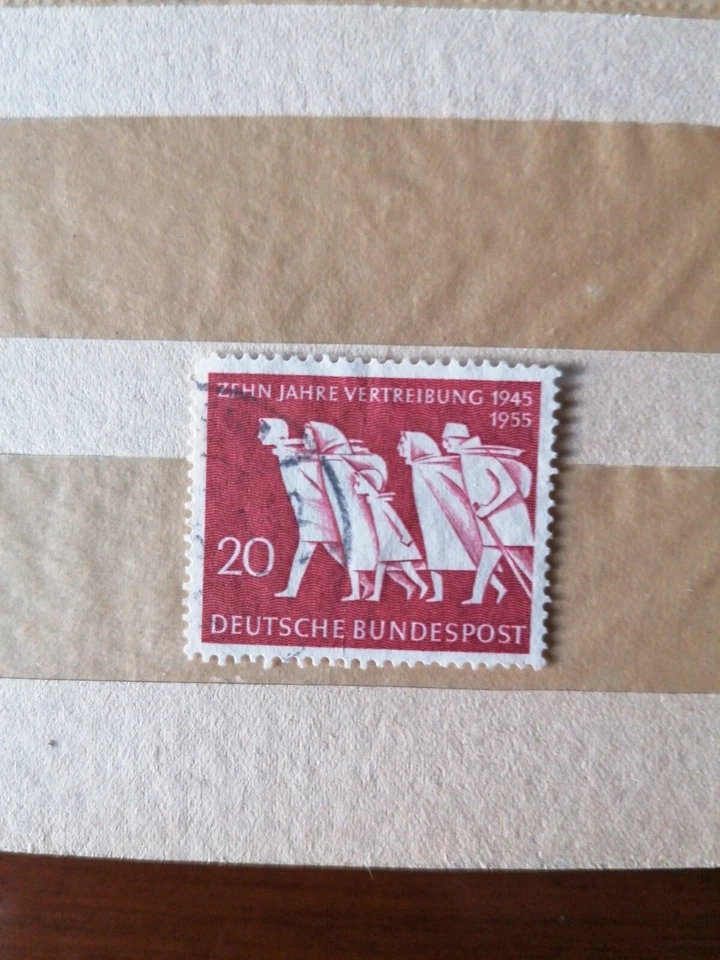 ZEHN JAHRE VERTREIBUNG 1945
1955
20
DEUTSCHE BUNDESPOST